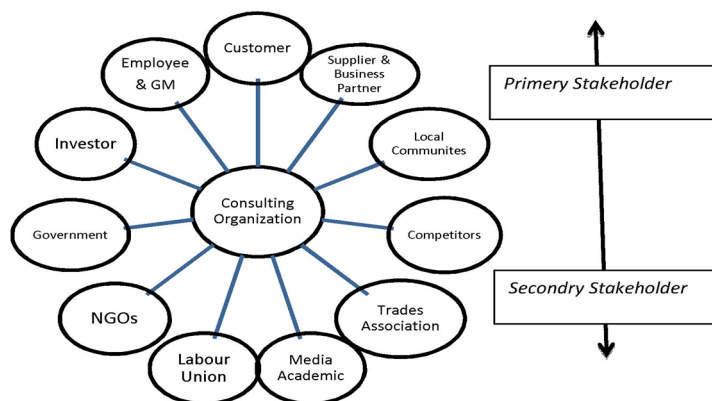 Customer
Employee
& GM
Supplier &
Business
Partner
Primery Stakeholder
Investor
Local
Communites
Consulting
Organization
Government
Competitors
Secondry Stakeholder
NGOs
Trades
Association
Labour
Union
Media
Academic